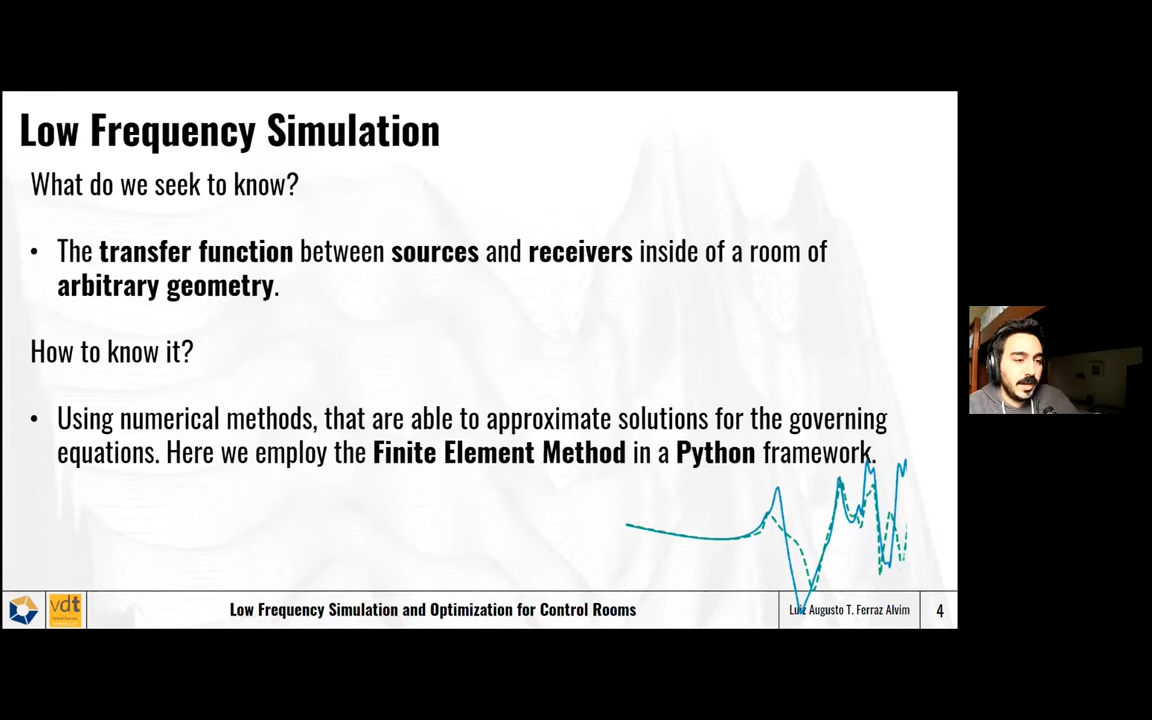 Low Frequency Simulation
What do we seek to know?
• The transfer function between sources and receivers inside of a room of
arbitrary geometry.
How to know it?
• Using numerical methods, that are able to approximate solutions for the governing
equations. Here we employ the Finite Element Method in a Python framework.
vdt
Low Frequency Simulation and Optimization for Control Rooms
Luiz Augusto T. Ferraz Alvim
4